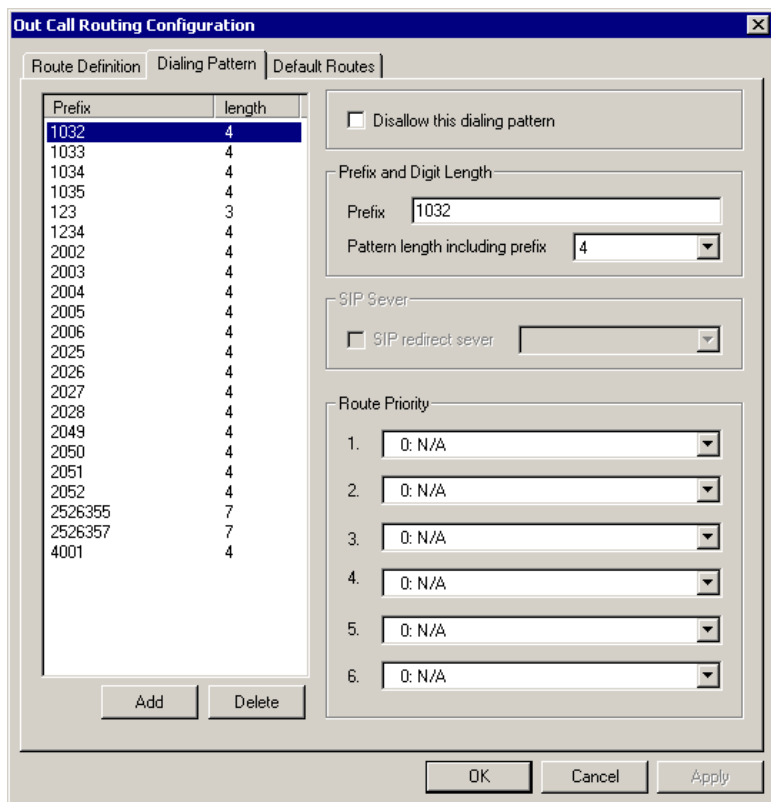 Out Call Routing Configuration
Route Definition Dialing Pattern Default Routes
Prefix length
1032 4
1033 4
1034 4
1035 4
123 3
1234 4
2002 4
2003 4
2004 4
2005 4
2006 4
2025 4
2026 4
2027 4
2028 4
2049 4
2050 4
2051 4
2052 4
2526355 7
2526357 7
4001 4
Add Delete
Disallow this dialing pattern
Prefix and Digit Length
Prefix 1032
Pattern length including prefix 4
SIP Sever
SIP redirect sever
Route Priority
1. 0: N/A
2. 0: N/A
3. 0: N/A
4. 0: N/A
5. 0: N/A
6. 0: N/A
OK Cancel Apply